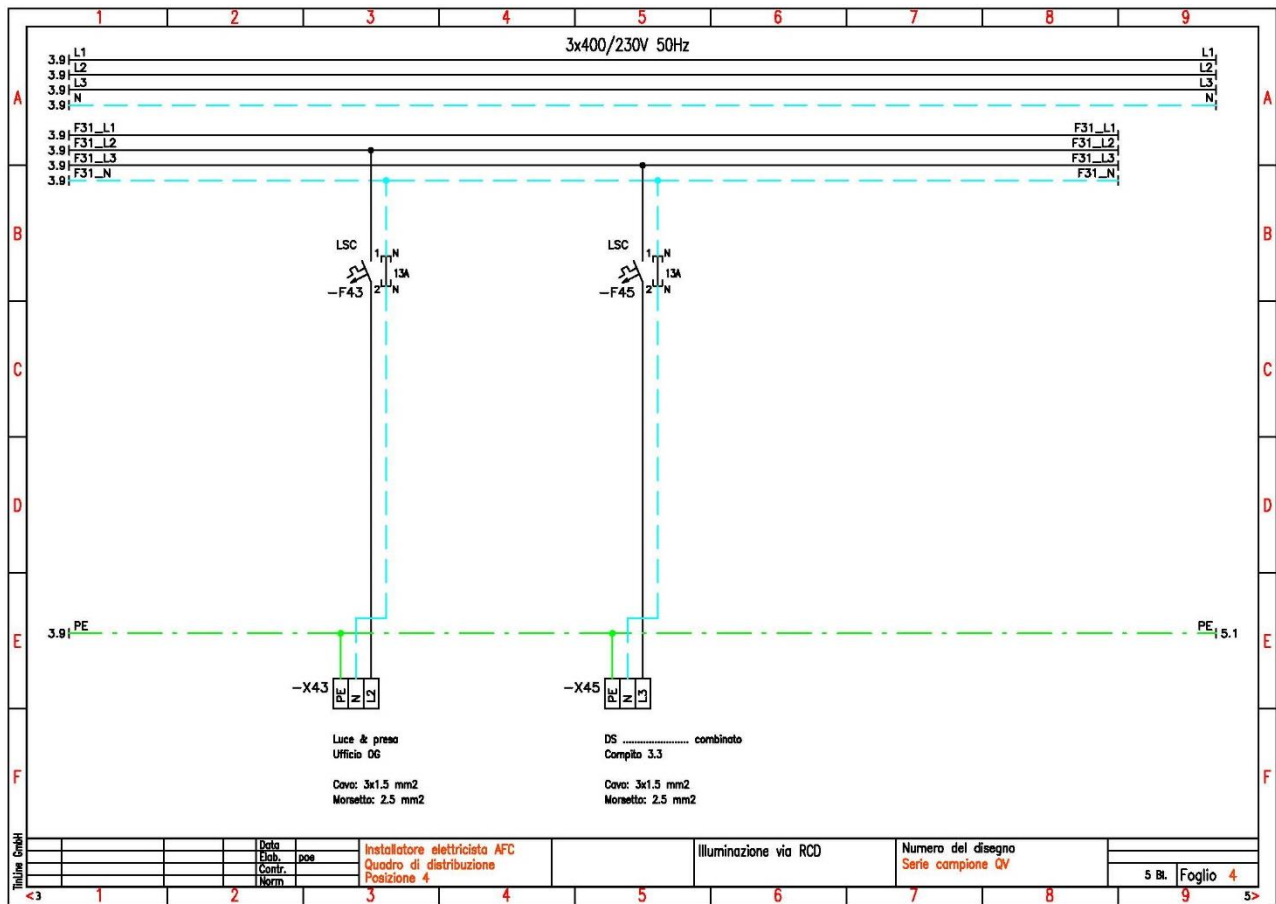 1 2 3 4 5 6 7 8 9
3x400/230V 50Hz
3.9 L1 L1
3.9 L2 L2
3.9 L3 L3
3.9 N N
A A
3.9 F31_L1 F31_L1
3.9 F31_L2 F31_L2
3.9 F31_L3 F31_L3
3.9 F31_N F31_N
B B
LSC 1 N LSC 1 N
13A 13A
-F43 2 N -F45 2 N
C C
D D
3.9 PE PE 5.1
E E
-X43 PE N L2 -X45 PE N L3
Luce & presa DS ...................... combinato
Ufficio OG Compito 3.3
F F
Cavo: 3x1.5 mm2 Cavo: 3x1.5 mm2
Morsetto: 2.5 mm2 Morsetto: 2.5 mm2
TinLine GmbH
Data Installatore elettricista AFC Illuminazione via RCD Numero del disegno
Elab. poe Quadro di distribuzione Serie campione QV
Contr.
Norm Posizione 4 5 Bl. Foglio 4
<3 1 2 3 4 5 6 7 8 9 5>